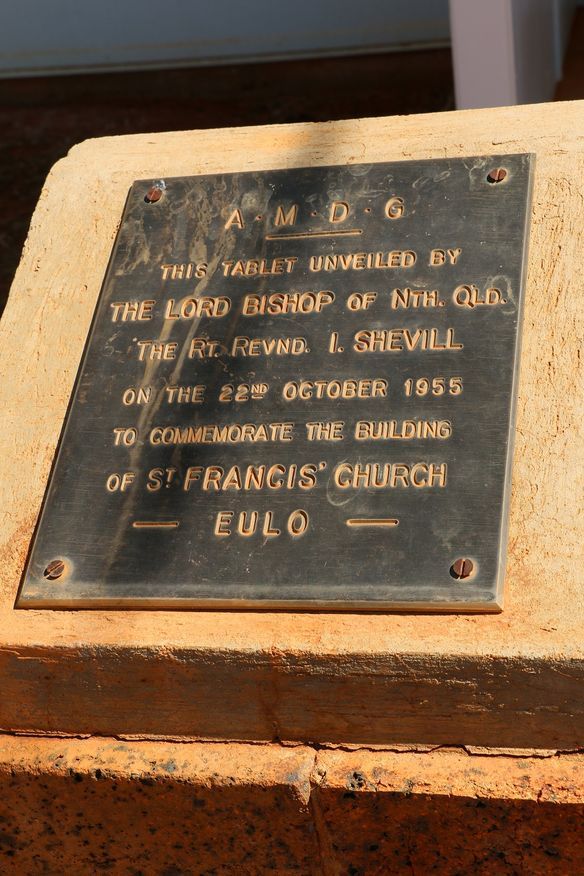 A·M·D·G
THIS TABLET UNVEILED BY
THE LORD BISHOP OF NTH. QLD.
THE RT. REVND. I. SHEVILL
ON THE 22ND OCTOBER 1955
TO COMMEMORATE THE BUILDING
OF ST FRANCIS' CHURCH
— EULO —